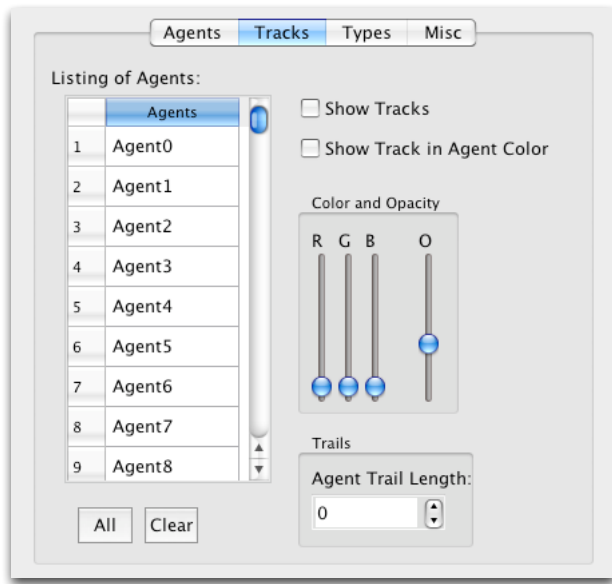 Agents Tracks Types Misc
Listing of Agents:
Agents
1 Agent0
2 Agent1
3 Agent2
4 Agent3
5 Agent4
6 Agent5
7 Agent6
8 Agent7
9 Agent8
All Clear
Show Tracks
Show Track in Agent Color
Color and Opacity
R G B O
Trails
Agent Trail Length:
0